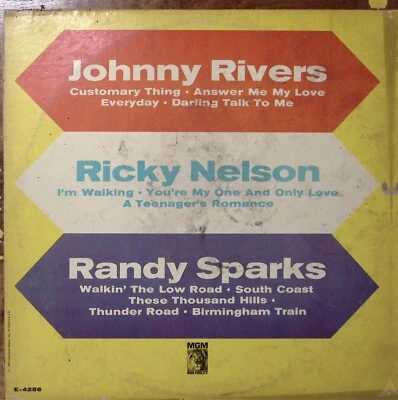 Johnny Rivers
Customary Thing • Answer Me My Love
Everyday • Darling Talk To Me
Ricky Nelson
I'm Walking • You're My One And Only Love
A Teenager's Romance
Randy Sparks
Walkin' The Low Road • South Coast
These Thousand Hills •
Thunder Road • Birmingham Train
MGM
HIGH FIDELITY
E-4256